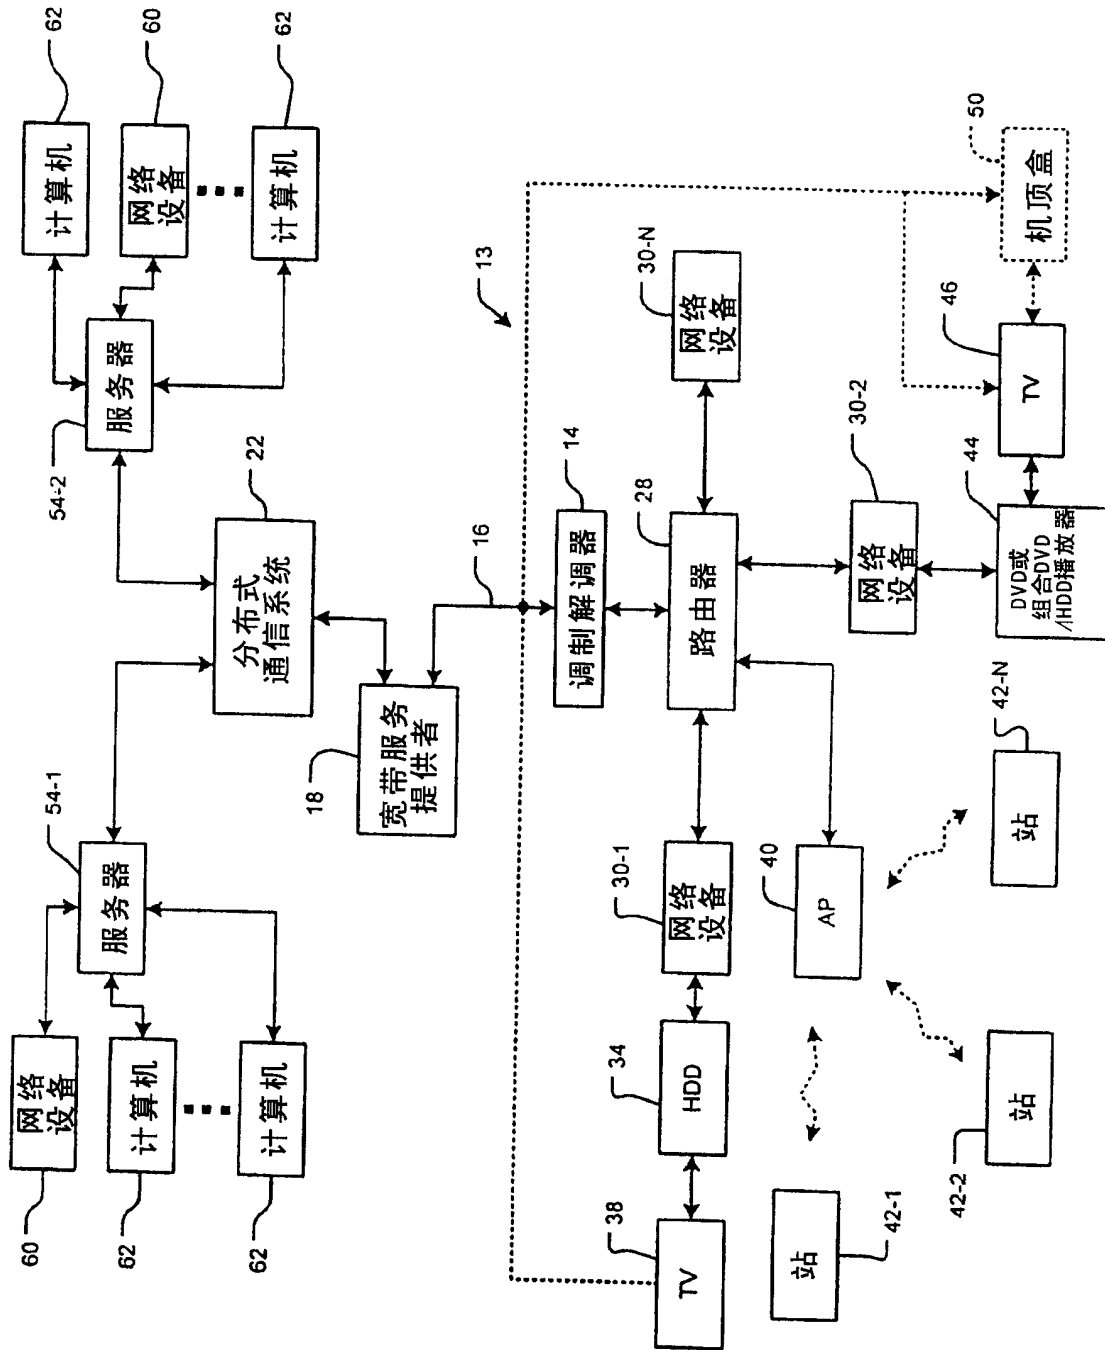 60
网络
设备
62
计算机
62
计算机
54-1
服务器
54-2
服务器
62
计算机
60
网络
设备
62
计算机
22
分布式
通信系统
18
宽带服务
提供者
16
13
14
调制解调器
38
TV
34
HDD
30-1
网络
设备
28
路由器
30-N
网络
设备
40
AP
30-2
网络
设备
42-1
站
42-2
站
42-N
站
44
DVD或
组合DVD
/HDD播放器
46
TV
50
机顶盒